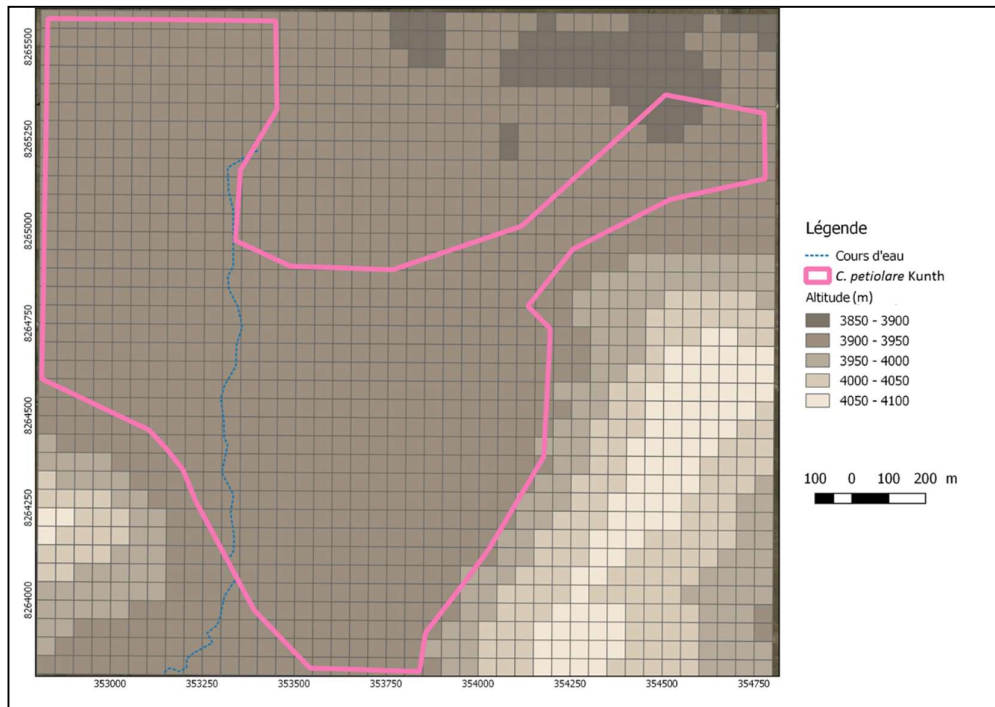 8265500
8265250
8265000
8264750
8264500
8264250
8264000
353000
353250
353500
353750
354000
354250
354500
354750
Légende
Cours d'eau
C. petiolare Kunth
Altitude (m)
3850 - 3900
3900 - 3950
3950 - 4000
4000 - 4050
4050 - 4100
100 0 100 200 m